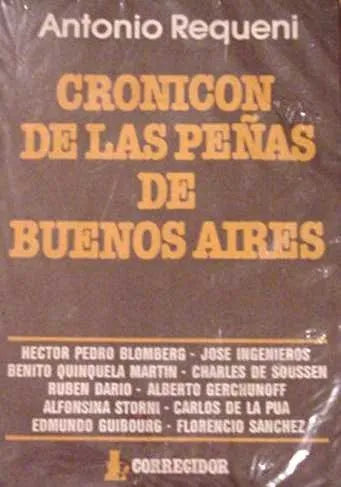 Antonio Requeni
CRONICON
DE LAS PEÑAS
DE
BUENOS AIRES
HECTOR PEDRO BLOMBERG - JOSE INGENIEROS
BENITO QUINQUELA MARTIN - CHARLES DE SOUSSEN
RUBEN DARIO - ALBERTO GERCHUNOFF
ALFONSINA STORNI - CARLOS DE LA PUA
EDMUNDO GUIBOURG - FLORENCIO SANCHEZ
CORREGIDOR